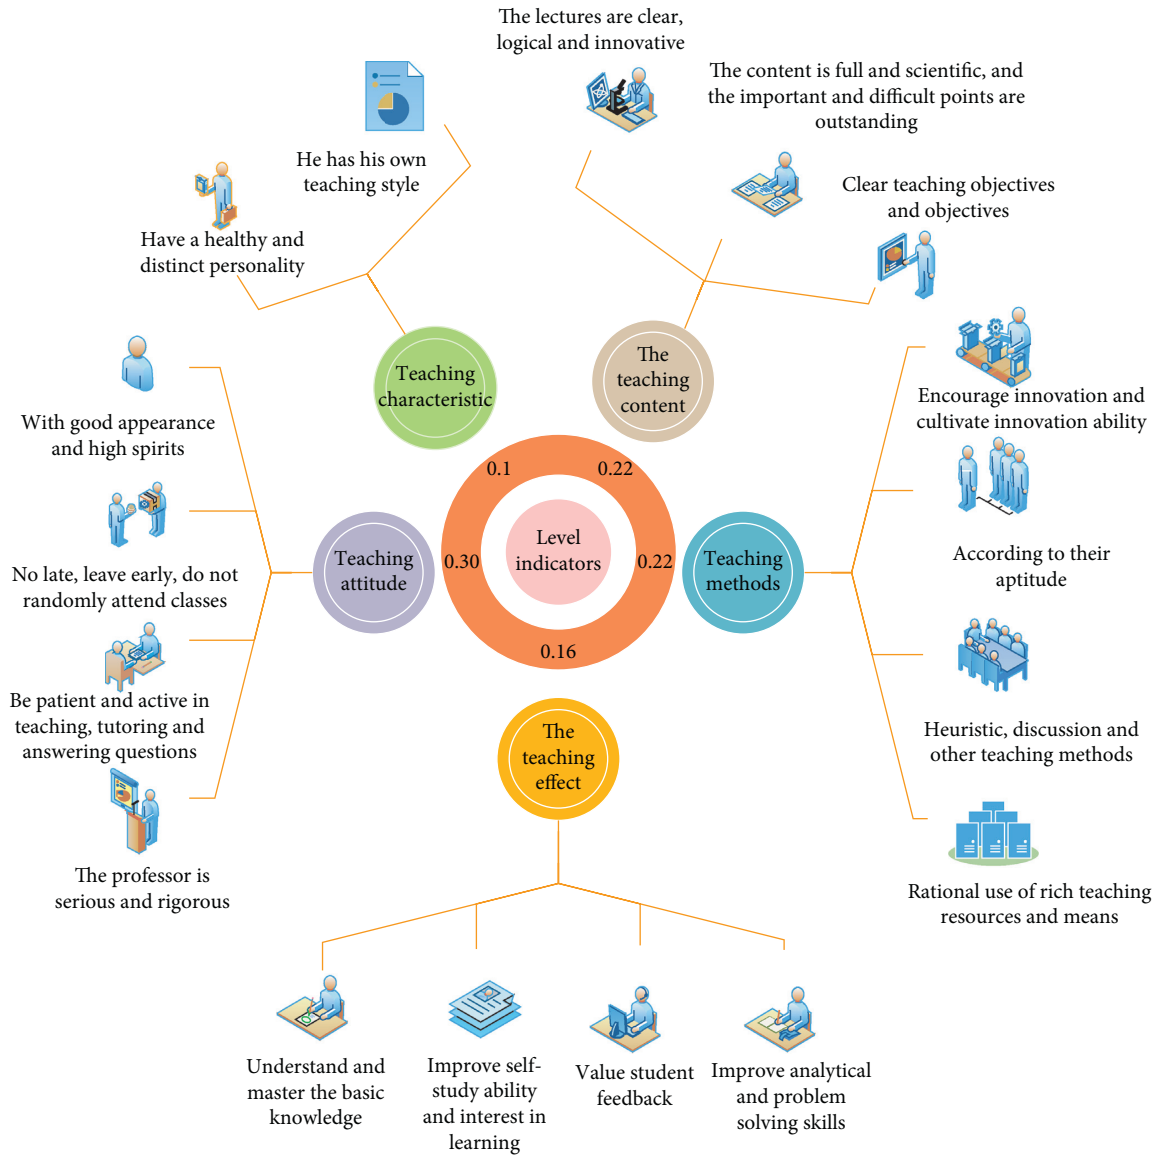 The lectures are clear,
logical and innovative
The content is full and scientific, and
the important and difficult points are
outstanding
He has his own
teaching style
Clear teaching objectives
and objectives
Have a healthy and
distinct personality
Teaching
characteristic
The
teaching
content
With good appearance
and high spirits
Encourage innovation and
cultivate innovation ability
0.1
0.22
No late, leave early, do not
randomly attend classes
Teaching
attitude
0.30
Level
indicators
0.22
Teaching
methods
According to their
aptitude
0.16
Be patient and active in
teaching, tutoring and
answering questions
The
teaching
effect
Heuristic, discussion and
other teaching methods
The professor is
serious and rigorous
Rational use of rich teaching
resources and means
Understand and
master the basic
knowledge
Improve self-
study ability
and interest in
learning
Value student
feedback
Improve analytical
and problem
solving skills